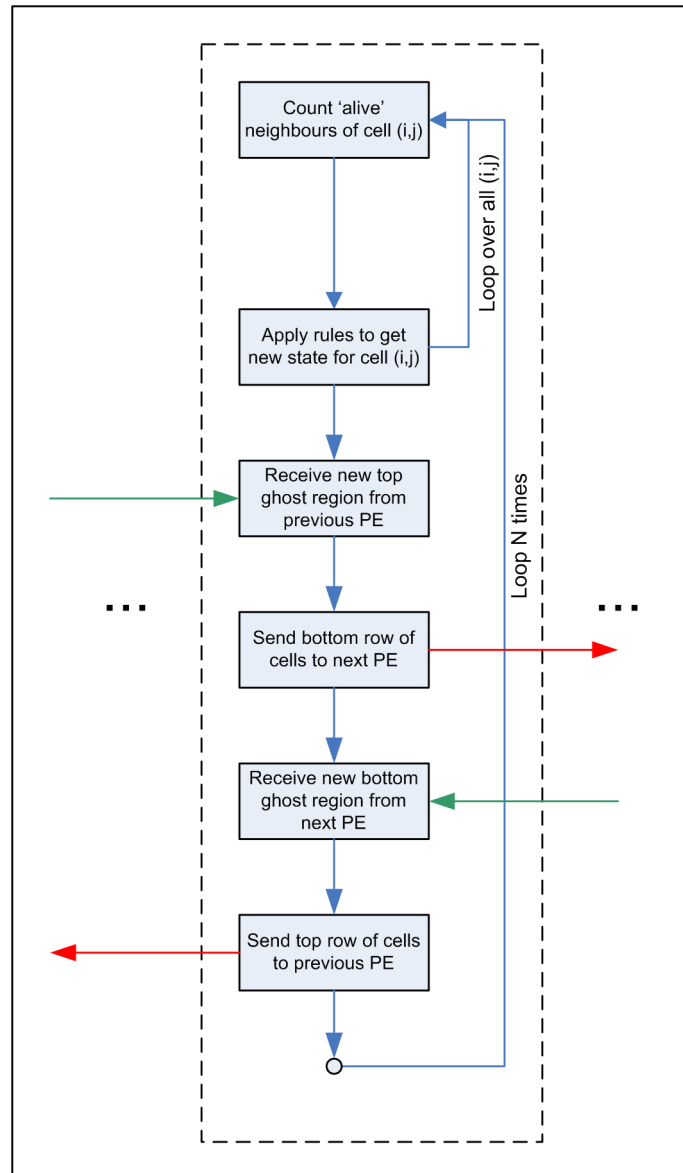 Count ‘alive’
neighbours of cell (i,j)
Loop over all (i,j)
Apply rules to get
new state for cell (i,j)
Receive new top
ghost region from
previous PE
Loop N times
...
...
Send bottom row of
cells to next PE
Receive new bottom
ghost region from
next PE
Send top row of cells
to previous PE